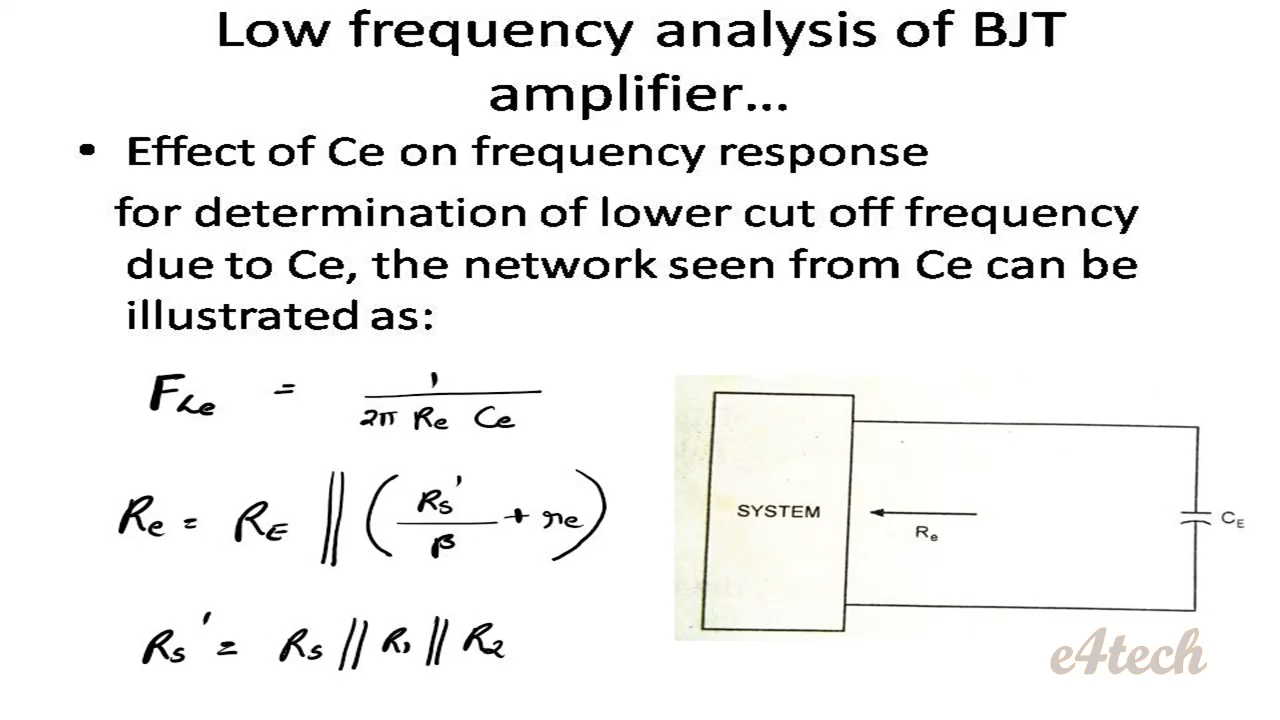 Low frequency analysis of BJT
amplifier...
• Effect of Ce on frequency response
for determination of lower cut off frequency
due to Ce, the network seen from Ce can be
illustrated as:
F_Le = 1 / (2π Re Ce)
Re = RE || (Rs' / β + re)
Rs' = Rs || R1 || R2
SYSTEM
Re
CE
e4tech